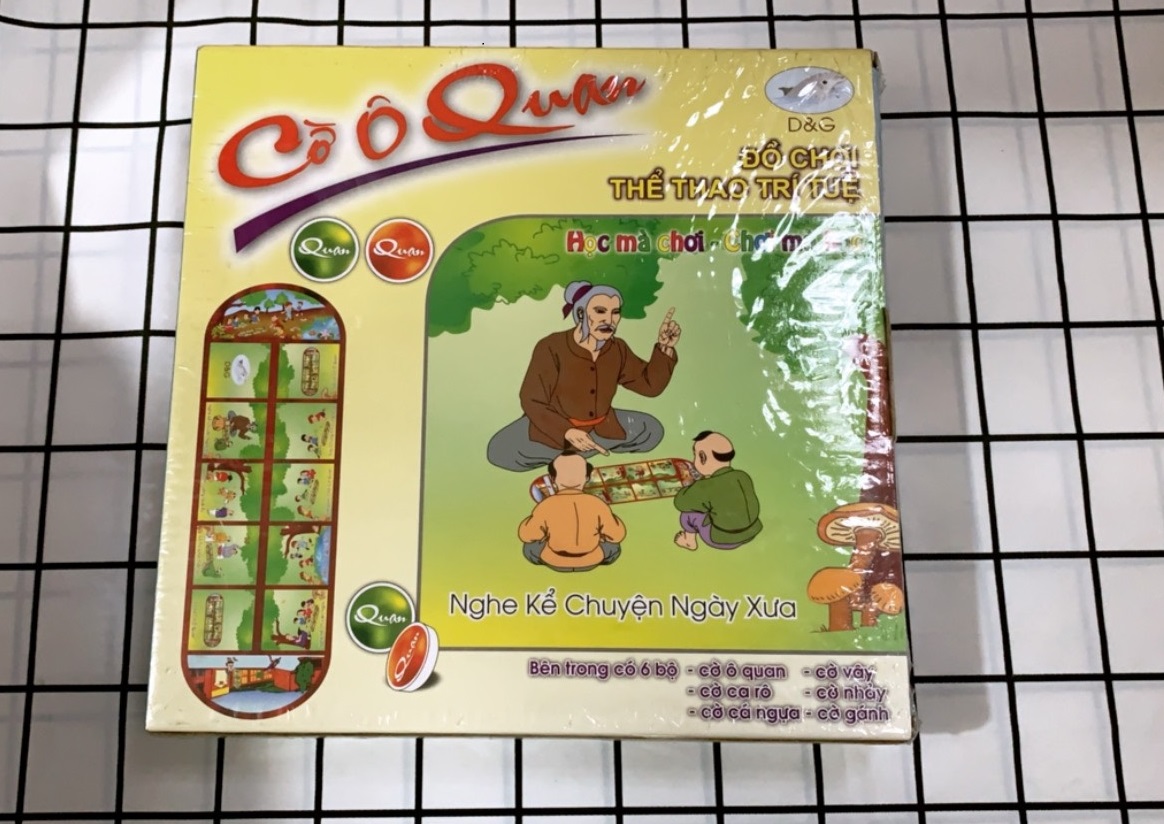 Cờ Ô Quan
D&G
ĐỒ CHƠI
THỂ THAO TRÍ TUỆ
Quan
Quan
Học mà chơi - Chơi mà
D&G
Nghe Kể Chuyện Ngày Xưa
Quan
Quan
Bên trong có 6 bộ - cờ ô quan - cờ vây
- cờ ca rô - cờ nhảy
- cờ cá ngựa - cờ gánh